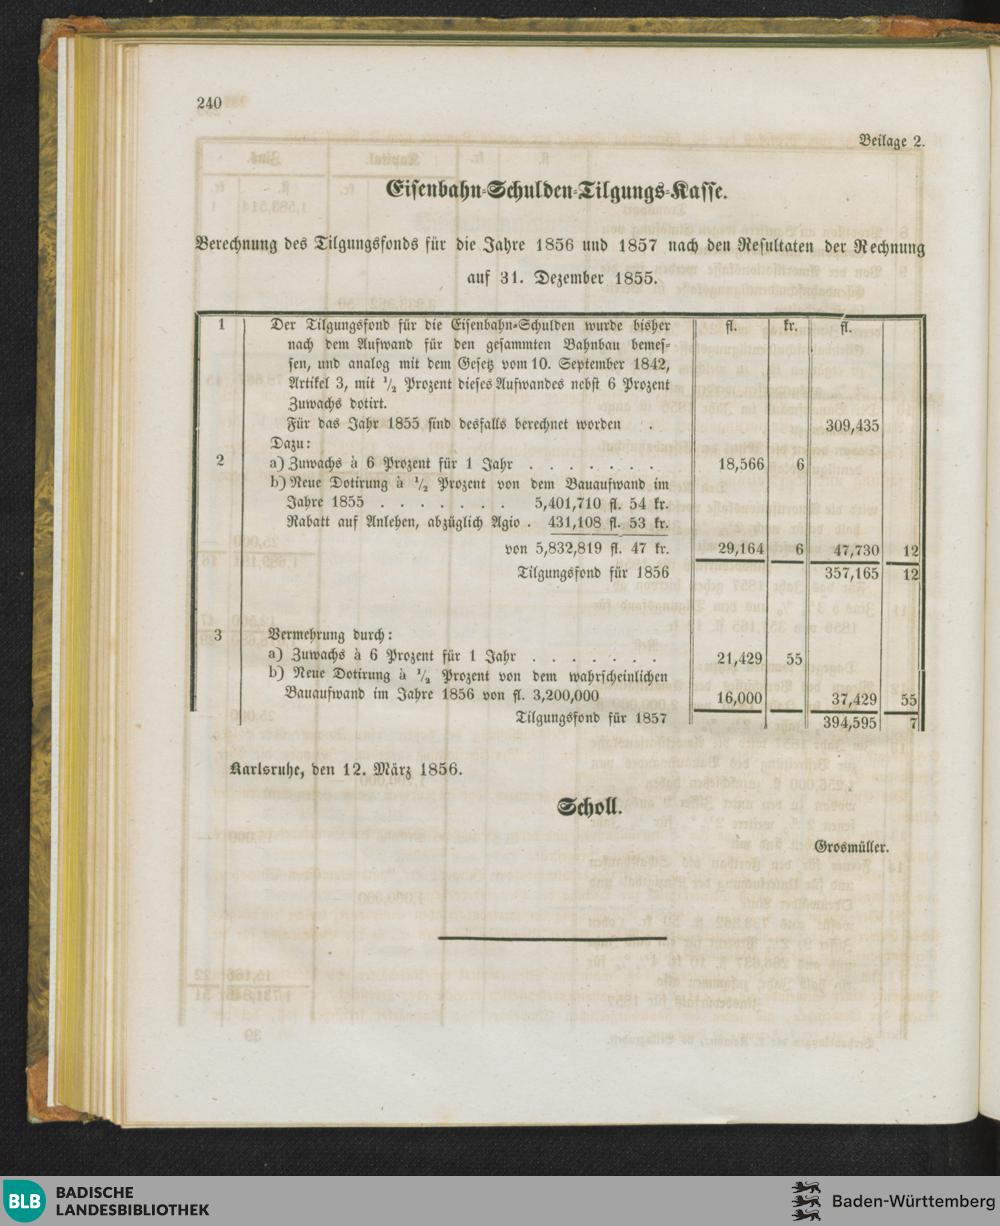 240
Beilage 2.
Eisenbahn-Schulden-Tilgungs-Kasse.
Berechnung des Tilgungsfonds für die Jahre 1856 und 1857 nach den Resultaten der Rechnung
auf 31. Dezember 1855.
fl. kr. fl.
1 Der Tilgungsfond für die Eisenbahn-Schulden wurde bisher
nach dem Aufwand für den gesammten Bahnbau bemes-
sen, und analog mit dem Gesetz vom 10. September 1842,
Artikel 3, mit 1/2 Prozent dieses Aufwandes nebst 6 Prozent
Zuwachs dotirt.
Für das Jahr 1855 sind desfalls berechnet worden . 309,435
Dazu:
2 a) Zuwachs à 6 Prozent für 1 Jahr . . . . . . . 18,566 6
b) Neue Dotirung à 1/2 Prozent von dem Bauaufwand im
Jahre 1855 . . . . . . . 5,401,710 fl. 54 kr.
Rabatt auf Anlehen, abzüglich Agio . 431,108 fl. 53 kr.
von 5,832,819 fl. 47 kr. 29,164 6 47,730 12
Tilgungsfond für 1856 357,165 12
3 Vermehrung durch:
a) Zuwachs à 6 Prozent für 1 Jahr . . . . . . . 21,429 55
b) Neue Dotirung à 1/2 Prozent von dem wahrscheinlichen
Bauaufwand im Jahre 1856 von fl. 3,200,000 16,000 37,429 55
Tilgungsfond für 1857 394,595 7
Karlsruhe, den 12. März 1856.
Scholl.
Grosmüller.
BLB BADISCHE
LANDESBIBLIOTHEK
Baden-Württemberg